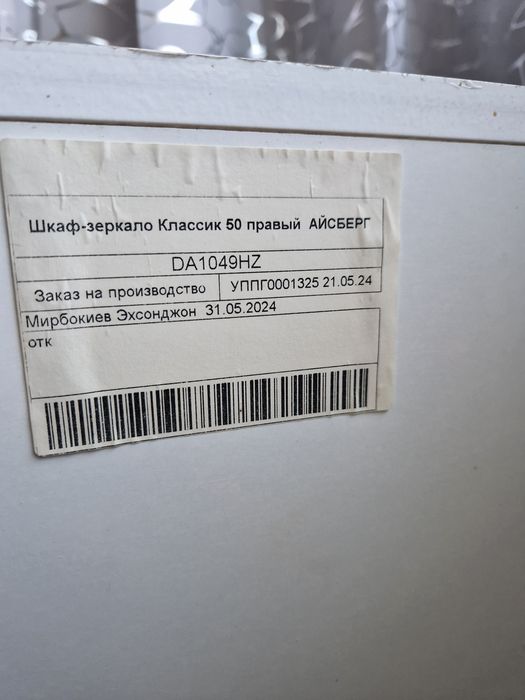 Шкаф-зеркало Классик 50 правый АЙСБЕРГ
DA1049HZ
Заказ на производство УППГ0001325 21.05.24
Мирбокиев Эхсонджон 31.05.2024
отк